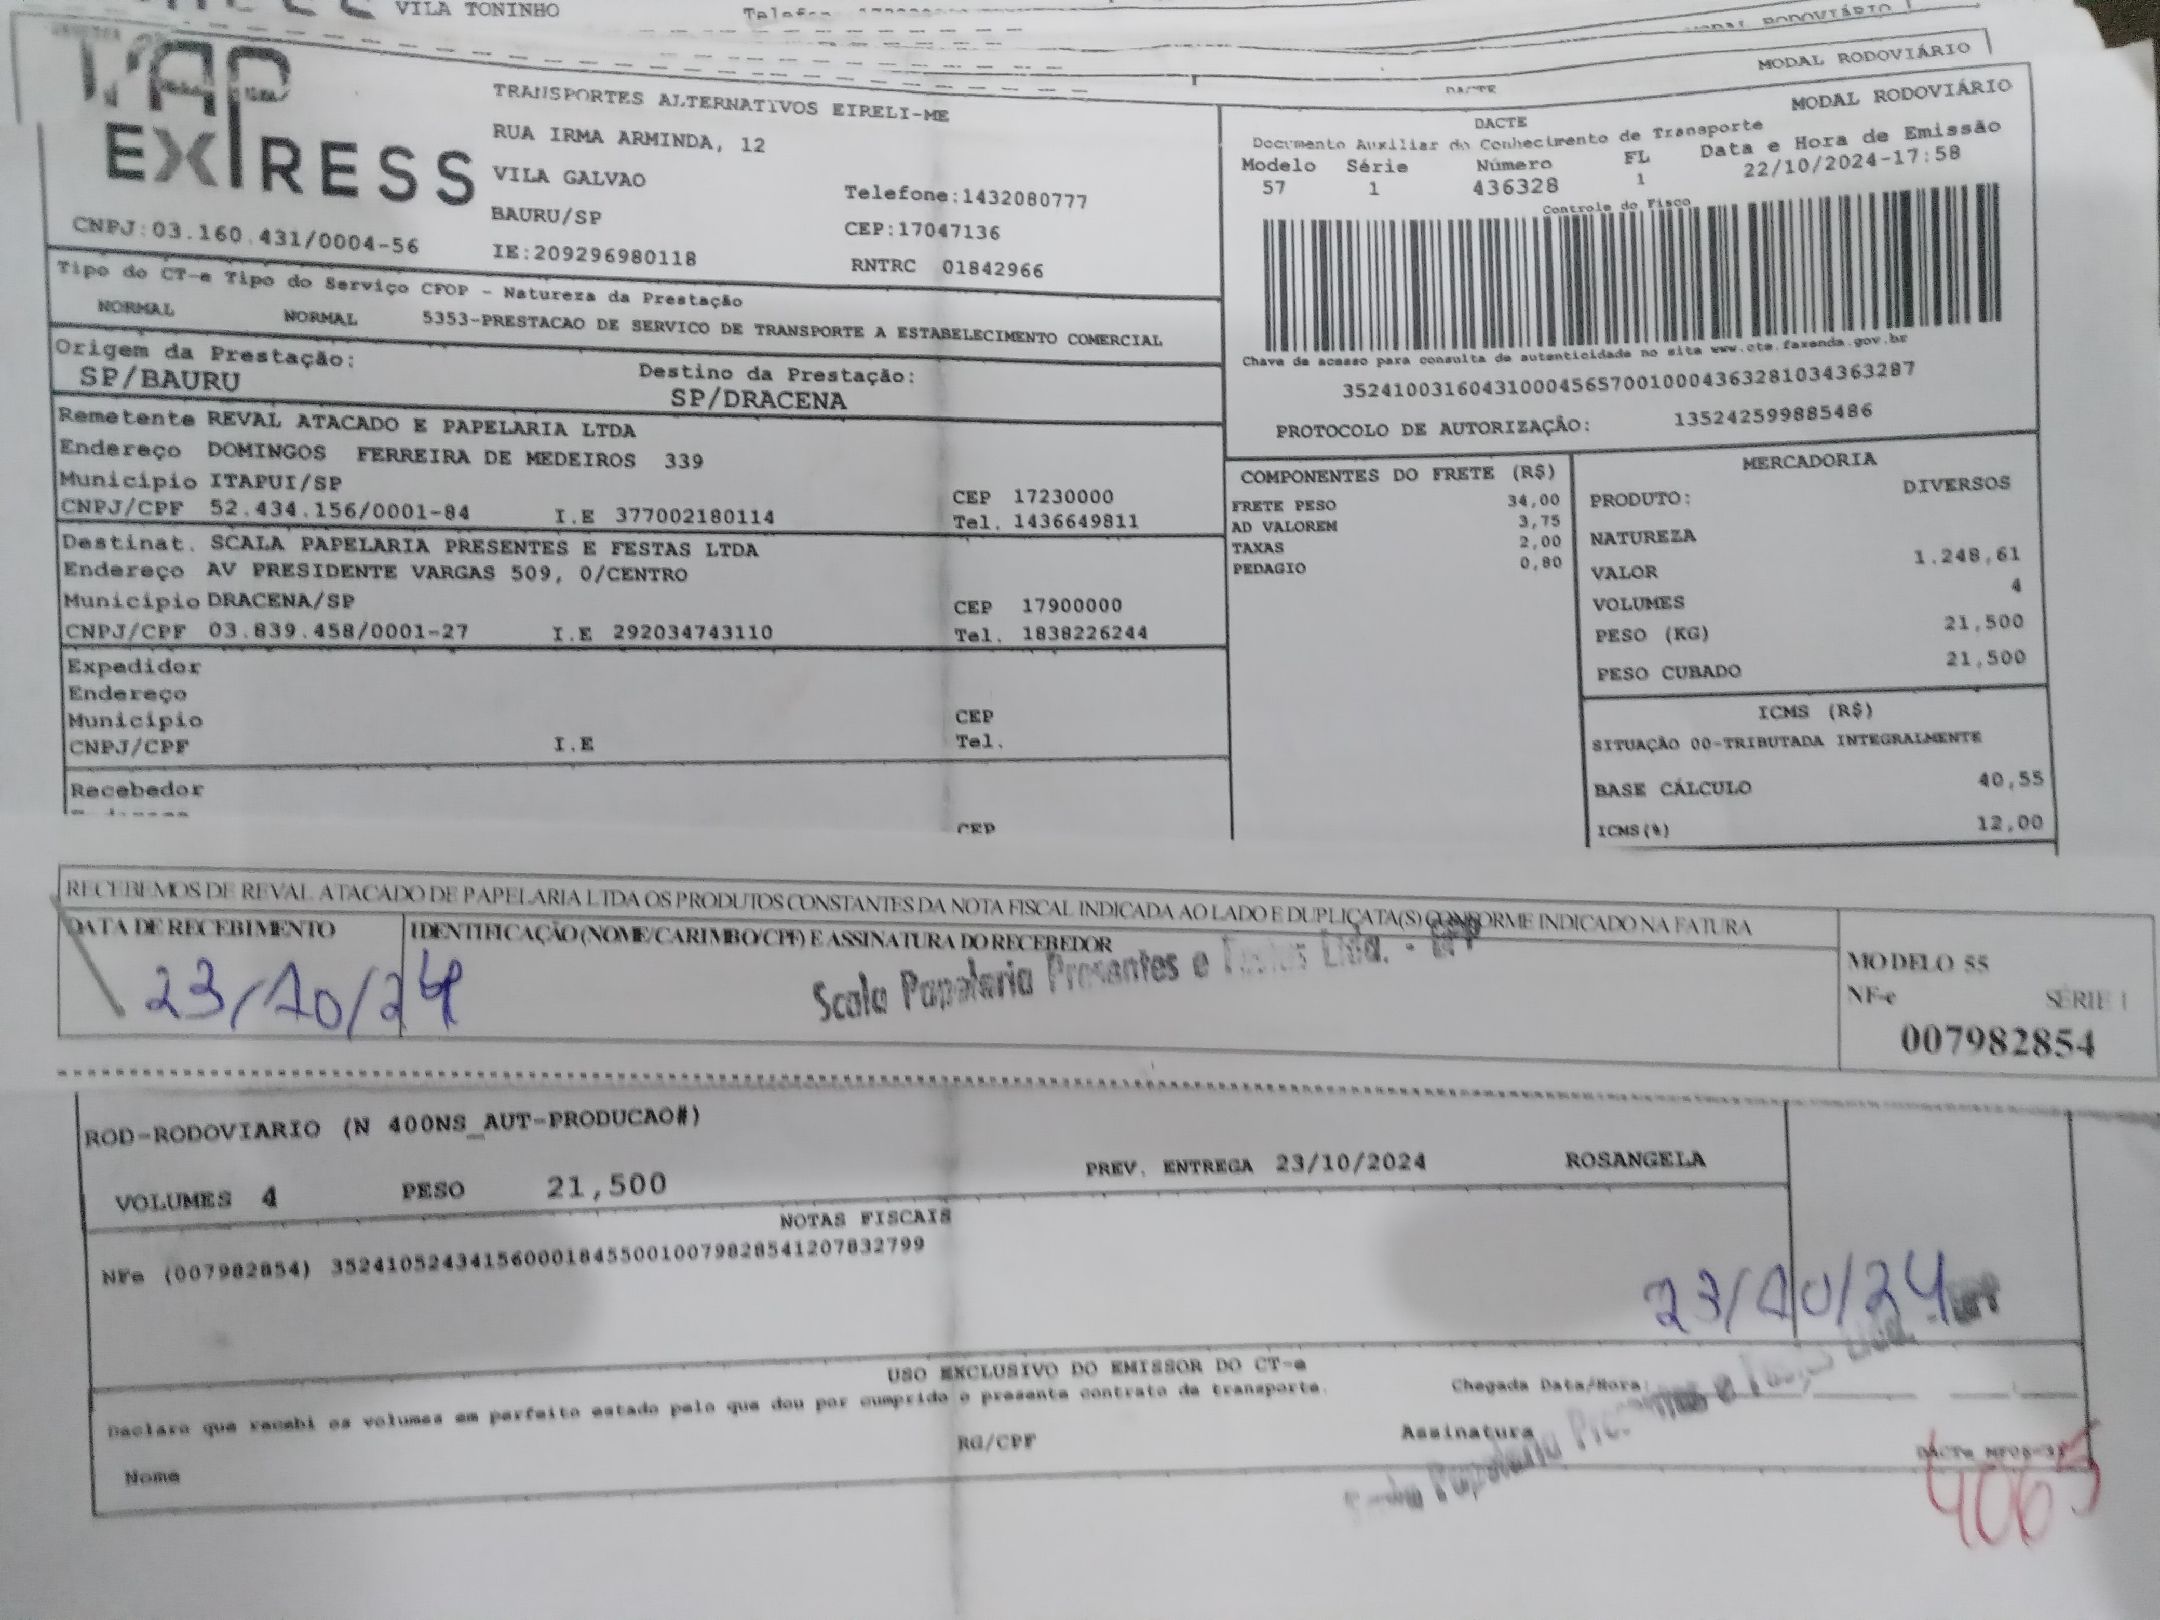 VILA TONINHO
MODAL RODOVIÁRIO
MODAL RODOVIÁRIO
DACTE
MODAL RODOVIÁRIO
EXPRESS
TRANSPORTES ALTERNATIVOS EIRELI-ME
RUA IRMA ARMINDA, 12
VILA GALVAO
BAURU/SP
IE:209296980118
Telefone:1432080777
CEP:17047136
RNTRC 01842966
CNPJ:03.160.431/0004-56
DACTE
Documento Auxiliar do Conhecimento de Transporte
Modelo Série Número FL Data e Hora de Emissão
57 1 436328 1 22/10/2024-17:58
Controle do Fisco
Chave de acesso para consulta de autenticidade no site www.cte.fazenda.gov.br
35241003160431000456570010004363281034363287
PROTOCOLO DE AUTORIZAÇÃO: 135242599885486
Tipo do CT-e Tipo do Serviço CFOP - Natureza da Prestação
NORMAL NORMAL 5353-PRESTACAO DE SERVICO DE TRANSPORTE A ESTABELECIMENTO COMERCIAL
Origem da Prestação: Destino da Prestação:
SP/BAURU SP/DRACENA
Remetente REVAL ATACADO E PAPELARIA LTDA
Endereço DOMINGOS FERREIRA DE MEDEIROS 339
Município ITAPUI/SP CEP 17230000
CNPJ/CPF 52.434.156/0001-84 I.E 377002180114 Tel. 1436649811
Destinat. SCALA PAPELARIA PRESENTES E FESTAS LTDA
Endereço AV PRESIDENTE VARGAS 509, 0/CENTRO
Município DRACENA/SP CEP 17900000
CNPJ/CPF 03.839.458/0001-27 I.E 292034743110 Tel. 1838226244
Expedidor
Endereço
Município CEP
CNPJ/CPF I.E Tel.
Recebedor
CEP
COMPONENTES DO FRETE (R$)
FRETE PESO 34,00
AD VALOREM 3,75
TAXAS 2,00
PEDAGIO 0,80
MERCADORIA
PRODUTO: DIVERSOS
NATUREZA
VALOR 1.248,61
VOLUMES 4
PESO (KG) 21,500
PESO CUBADO 21,500
ICMS (R$)
SITUAÇÃO 00-TRIBUTADA INTEGRALMENTE
BASE CÁLCULO 40,55
ICMS(%) 12,00
RECEBEMOS DE REVAL ATACADO DE PAPELARIA LTDA OS PRODUTOS CONSTANTES DA NOTA FISCAL INDICADA AO LADO E DUPLICATA(S) CONFORME INDICADO NA FATURA
DATA DE RECEBIMENTO IDENTIFICAÇÃO (NOME/CARIMBO/CPF) E ASSINATURA DO RECEBEDOR
23/10/24
Scala Papelaria Presentes e Festas Ltda. - EPP
MODELO 55
NF-e SÉRIE 1
007982854
ROD-RODOVIARIO (N 400NS_AUT-PRODUCAO#)
VOLUMES 4 PESO 21,500 PREV. ENTREGA 23/10/2024 ROSANGELA
NOTAS FISCAIS
NFe (007982854) 35241052434156000184550010079828541207832799
23/10/24
USO EXCLUSIVO DO EMISSOR DO CT-e
Declaro que recebi os volumes em perfeito estado pelo que dou por cumprido o presente contrato de transporte.
Chegada Data/Hora:
Nome RG/CPF Assinatura
Papelaria
4065